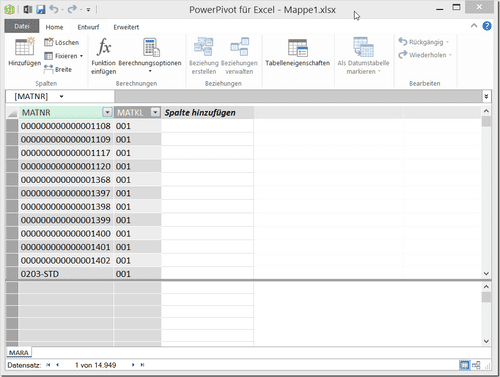 PowerPivot für Excel - Mappe1.xlsx
Datei Home Entwurf Erweitert
Hinzufügen
Löschen
Fixieren
Breite
Spalten
Funktion einfügen
Berechnungsoptionen
Berechnungen
Beziehung erstellen
Beziehungen verwalten
Beziehungen
Tabelleneigenschaften
Als Datumstabelle markieren
Kalender
Rückgängig
Wiederholen
Bearbeiten
[MATNR]
MATNR MATKL Spalte hinzufügen
000000000000001108 001
000000000000001109 001
000000000000001117 001
000000000000001120 001
000000000000001368 001
000000000000001397 001
000000000000001398 001
000000000000001399 001
000000000000001400 001
000000000000001401 001
000000000000001402 001
0203-STD 001
MARA
Datensatz: 1 von 14.949